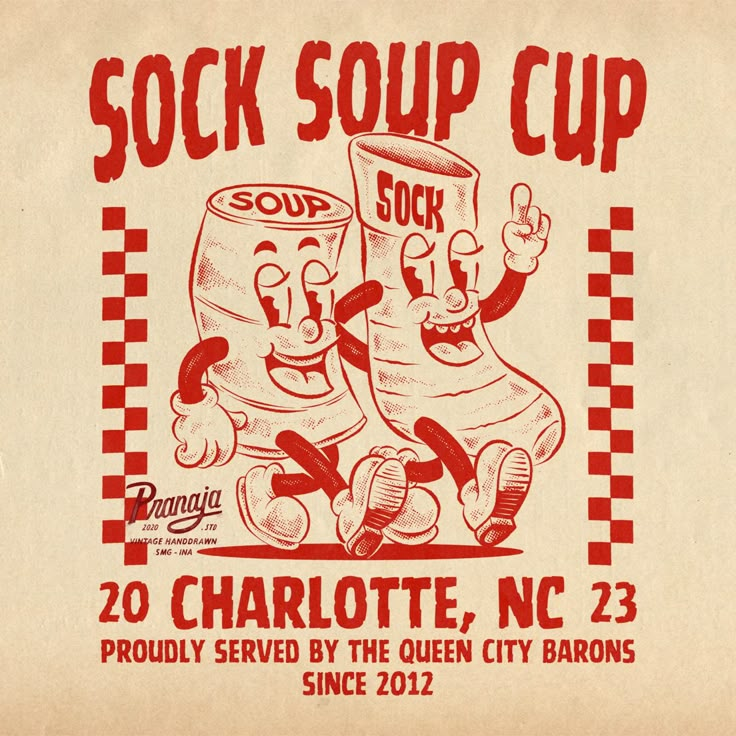 SOCK SOUP CUP
SOUP
SOCK
Pranaja
2020 .STD
VINTAGE HANDDRAWN
SMG - INA
20 CHARLOTTE, NC 23
PROUDLY SERVED BY THE QUEEN CITY BARONS
SINCE 2012